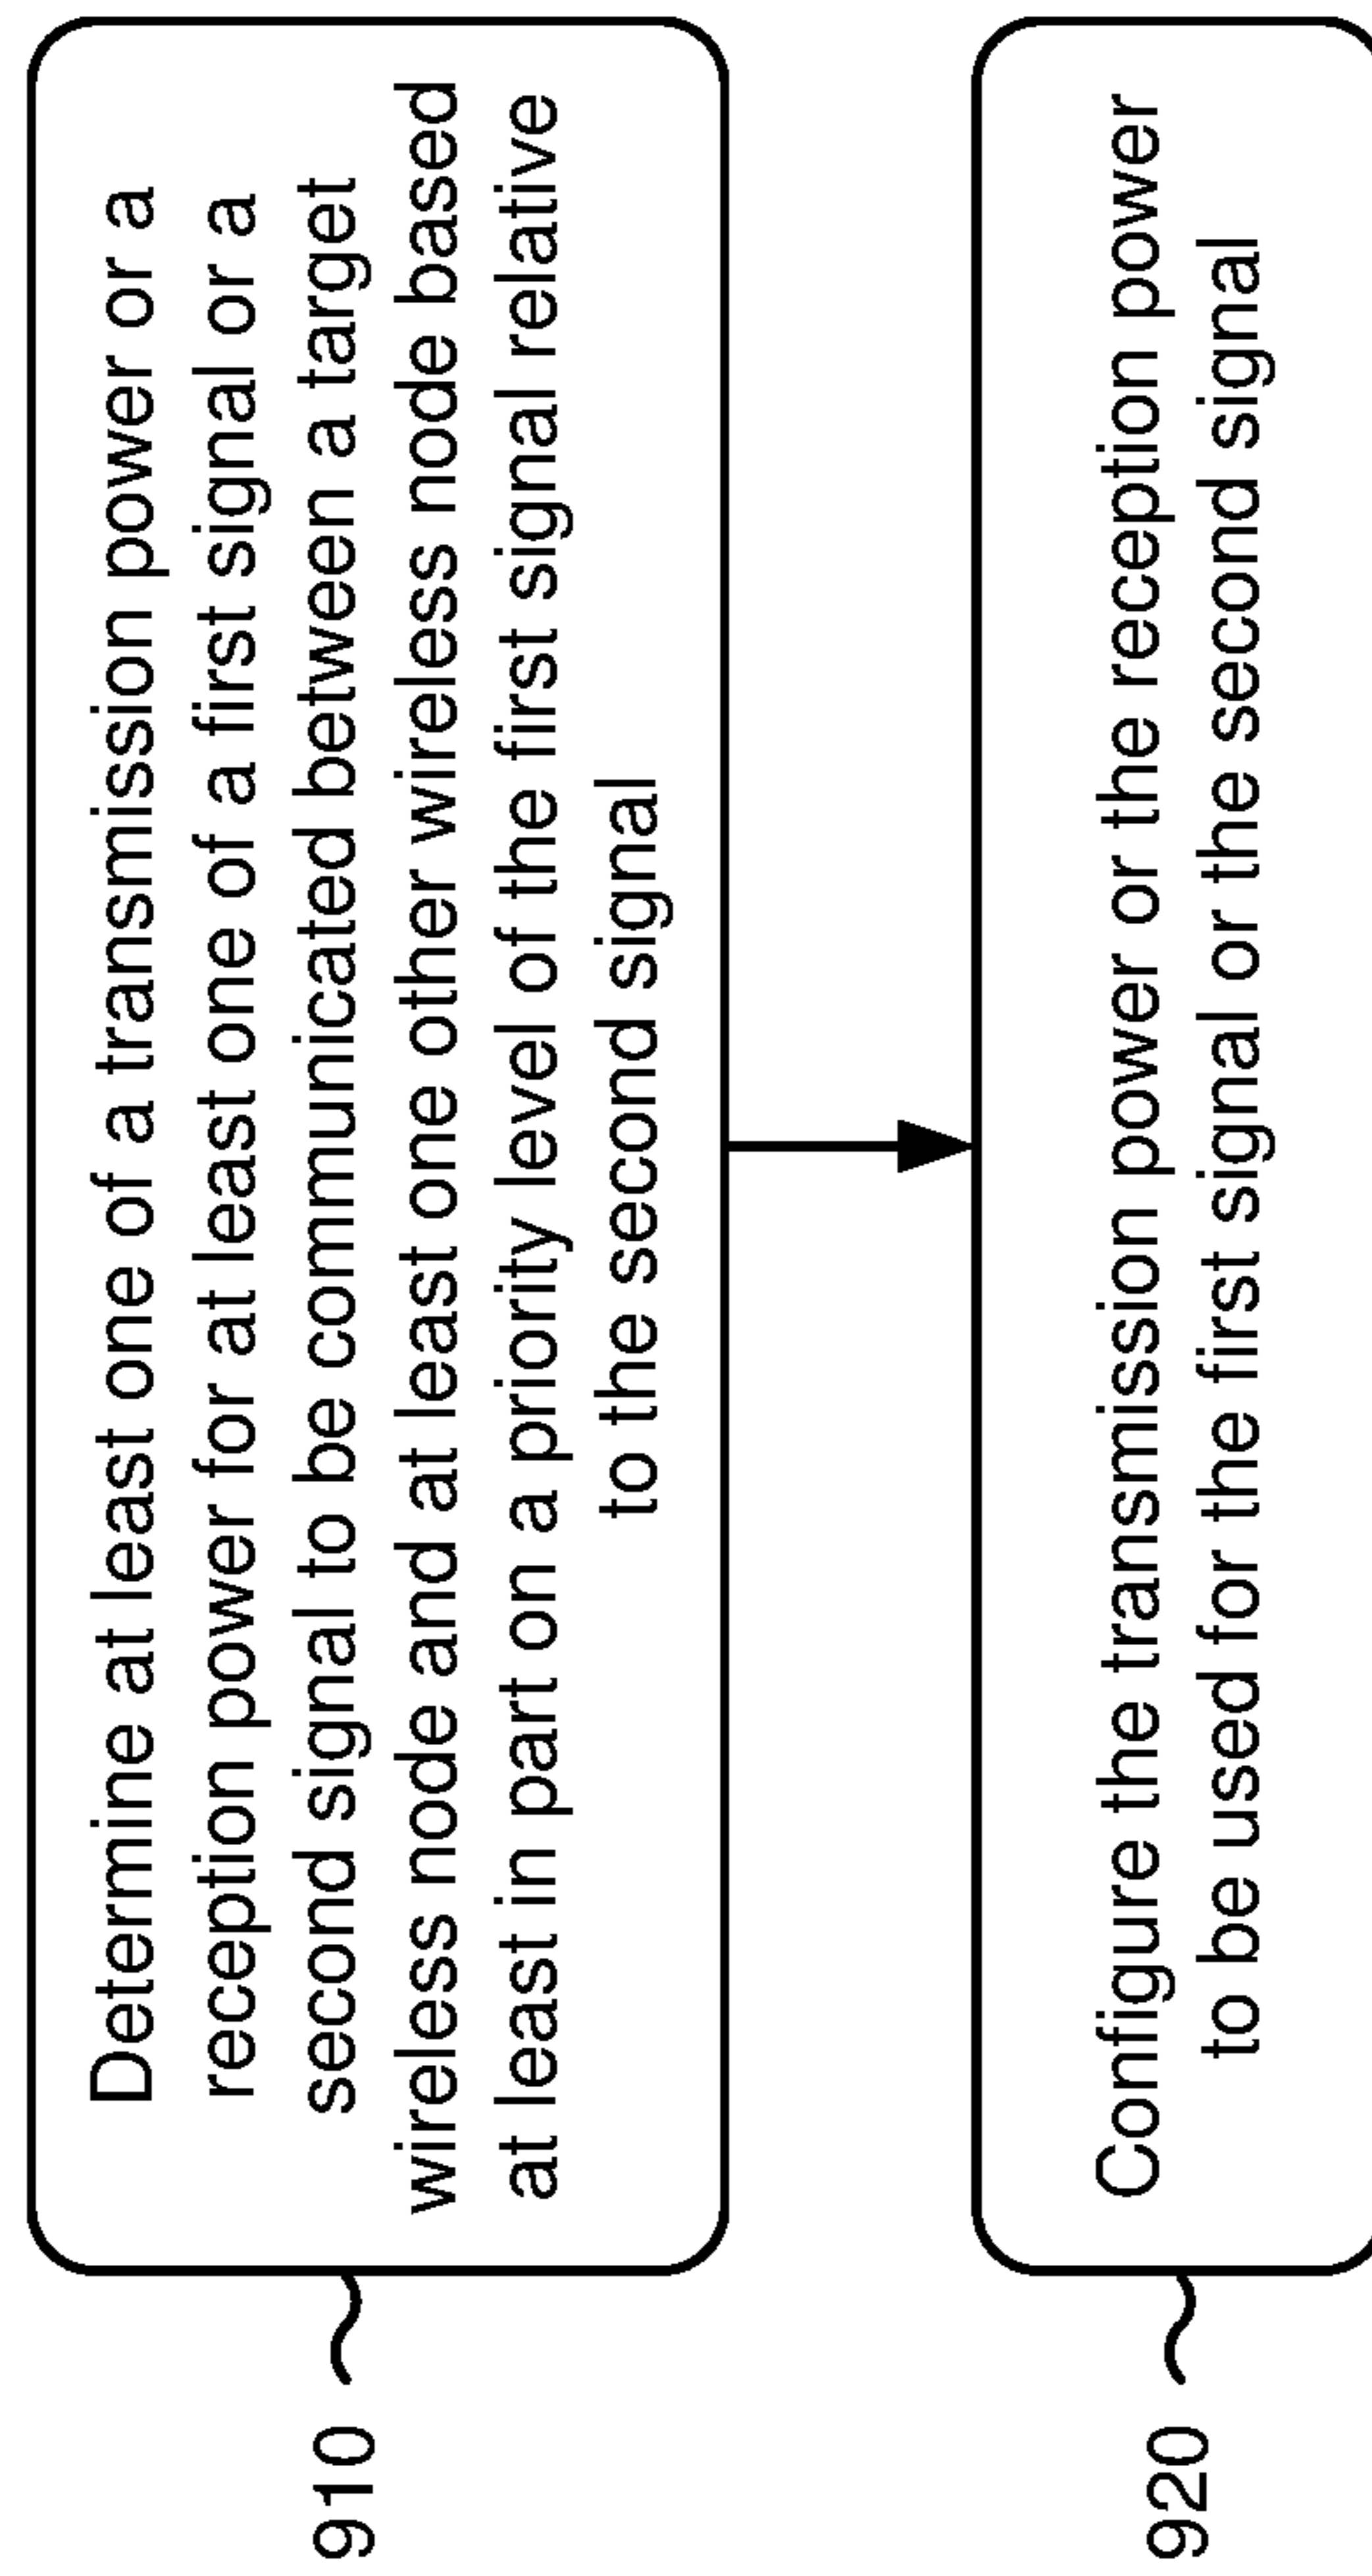 910
Determine at least one of a transmission power or a
reception power for at least one of a first signal or a
second signal to be communicated between a target
wireless node and at least one other wireless node based
at least in part on a priority level of the first signal relative
to the second signal
920
Configure the transmission power or the reception power
to be used for the first signal or the second signal